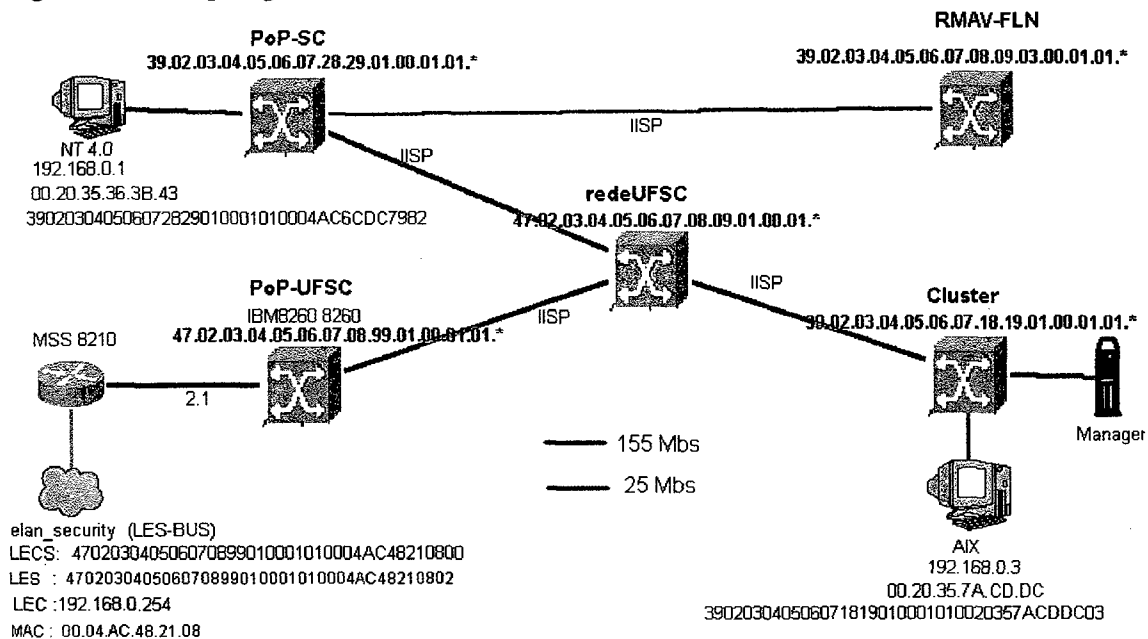 PoP-SC
39.02.03.04.05.06.07.28.29.01.00.01.01.*
RMAV-FLN
39.02.03.04.05.06.07.08.09.03.00.01.01.*
IISP
NT 4.0
192.168.0.1
00.20.35.36.3B.43
390203040506072829010001010004AC6CDC7982
IISP
redeUFSC
47.02.03.04.05.06.07.08.09.01.00.01.*
PoP-UFSC
IBM8260 8260
47.02.03.04.05.06.07.08.99.01.00.01.01.*
IISP
IISP
Cluster
39.02.03.04.05.06.07.18.19.01.00.01.01.*
MSS 8210
2.1
Manager
155 Mbs
25 Mbs
elan_security (LES-BUS)
LECS: 470203040506070899010001010004AC48210800
LES : 470203040506070899010001010004AC48210802
LEC :192.168.0.254
MAC : 00.04.AC.48.21.08
AIX
192.168.0.3
00.20.35.7A.CD.DC
390203040506071819010001010020357ACDDC03